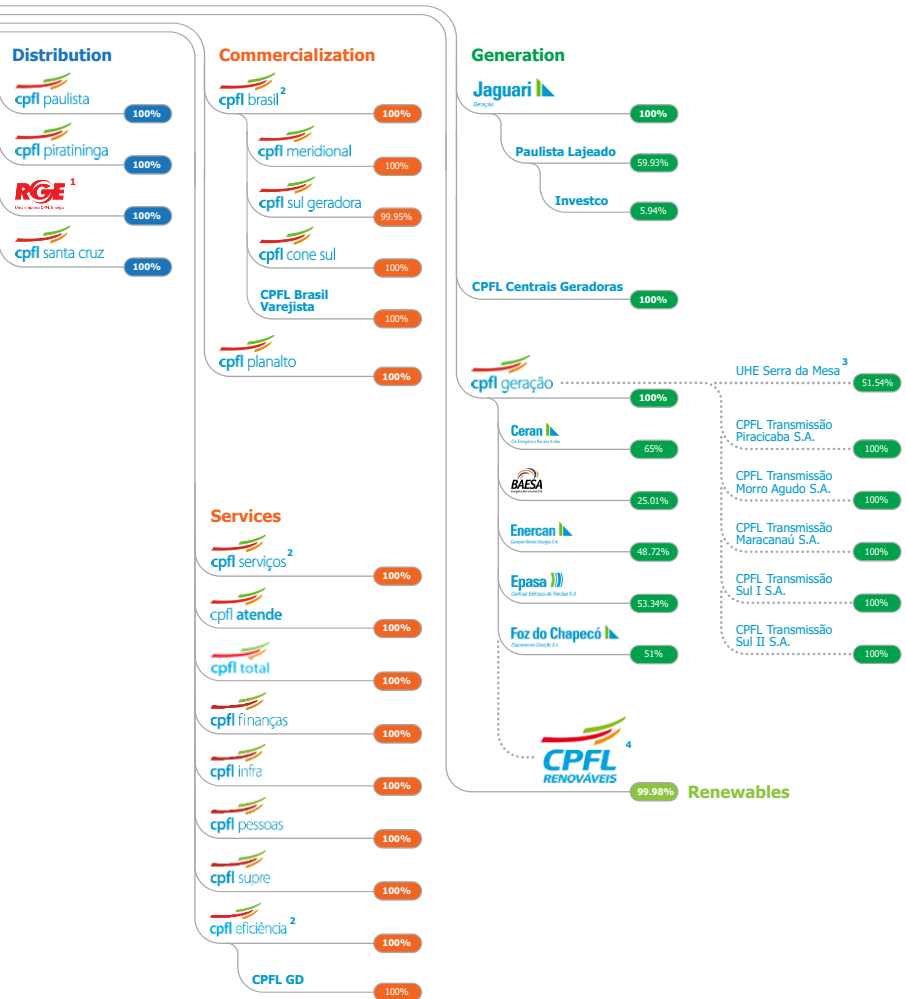 Distribution
cpfl paulista
100%
cpfl piratininga
100%
RGE 1
100%
cpfl santa cruz
100%
Commercialization
cpfl brasil 2
100%
cpfl meridional
100%
cpfl sul geradora
99.95%
cpfl cone sul
100%
CPFL Brasil
Varejista
100%
cpfl planalto
100%
Services
cpfl serviços 2
100%
cpfl atende
100%
cpfl total
100%
cpfl finanças
100%
cpfl infra
100%
cpfl pessoas
100%
cpfl supre
100%
cpfl eficiência 2
100%
CPFL GD
100%
Generation
Jaguari
Geração
100%
Paulista Lajeado
59.93%
Investco
5.94%
CPFL Centrais Geradoras
100%
cpfl geração
100%
Ceran
65%
BAESA
25.01%
Enercan
48.72%
Epasa
53.34%
Foz do Chapecó
51%
UHE Serra da Mesa 3
51.54%
CPFL Transmissão
Piracicaba S.A.
100%
CPFL Transmissão
Morro Agudo S.A.
100%
CPFL Transmissão
Maracanaú S.A.
100%
CPFL Transmissão
Sul I S.A.
100%
CPFL Transmissão
Sul II S.A.
100%
CPFL 4
RENOVÁVEIS
99.98% Renewables